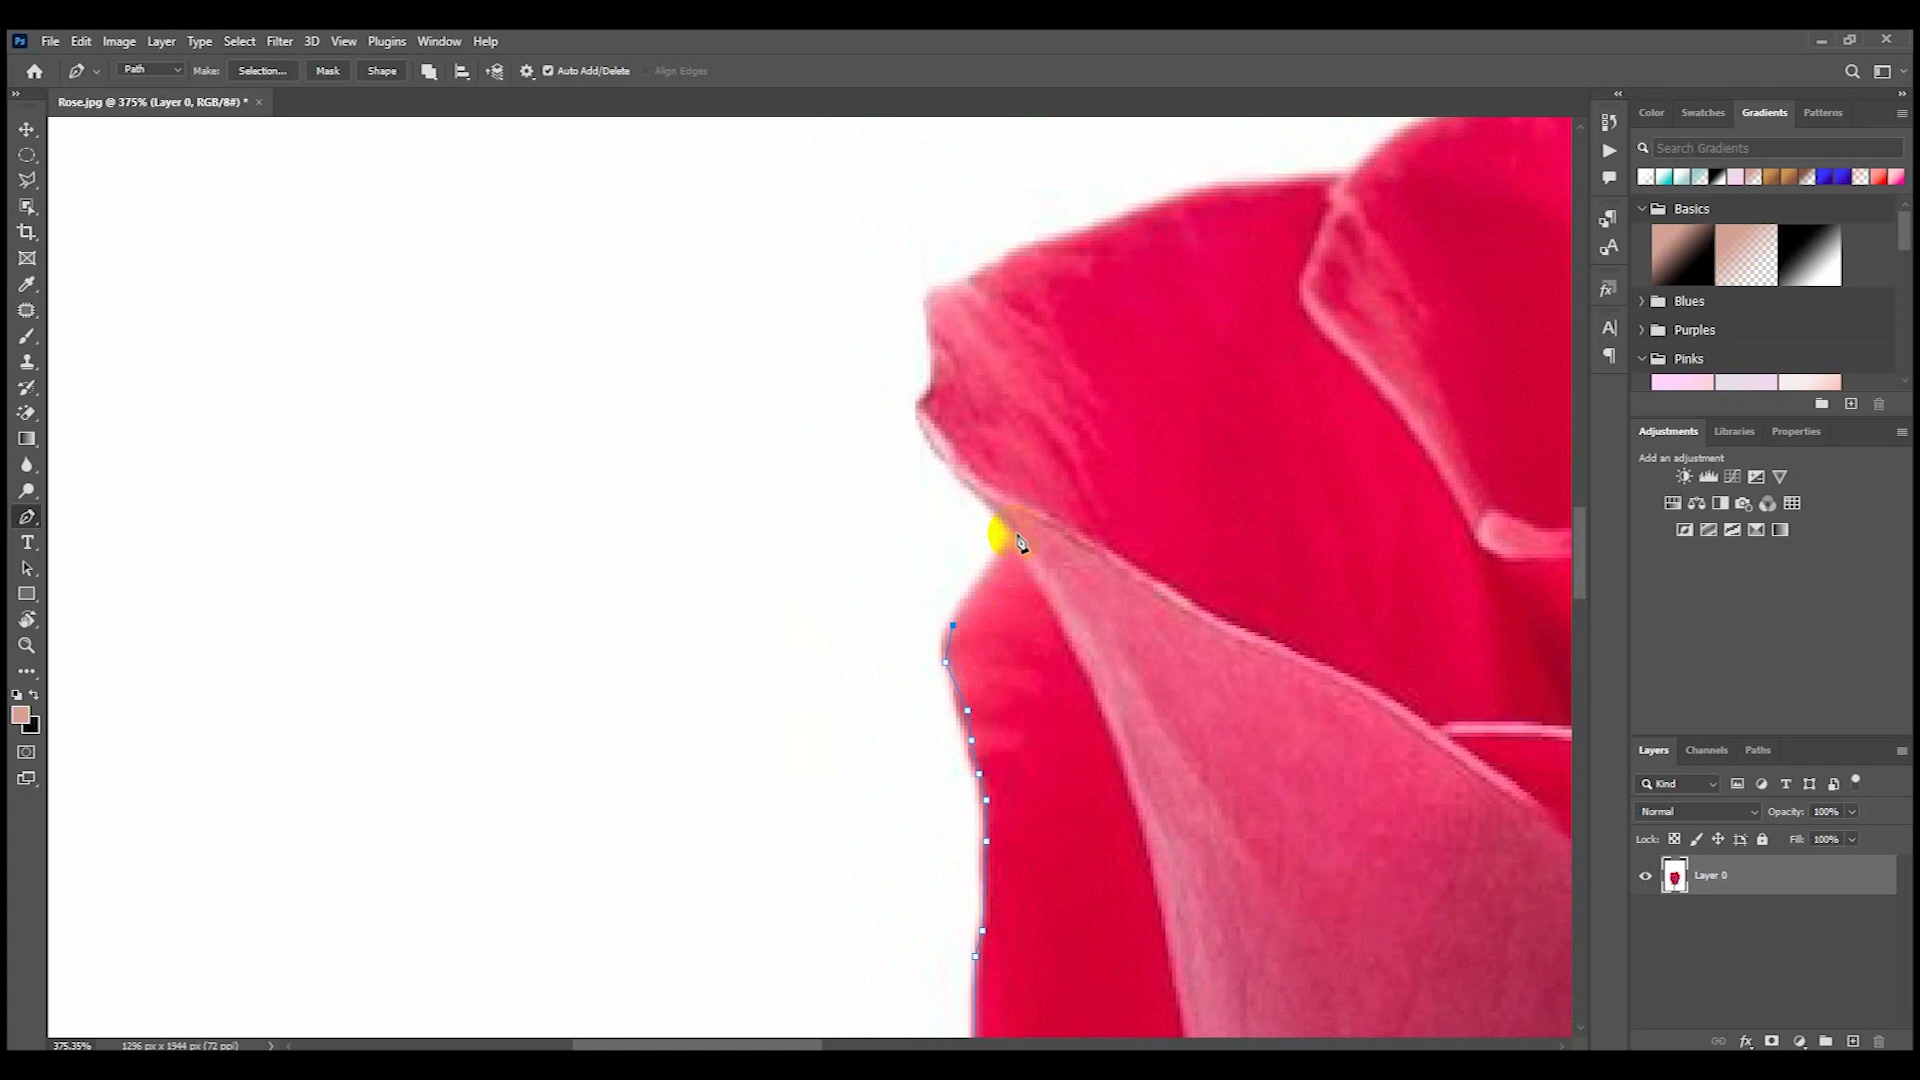 Ps File Edit Image Layer Type Select Filter 3D View Plugins Window Help
Path Make: Selection... Mask Shape Auto Add/Delete Align Edges
Rose.jpg @ 375% (Layer 0, RGB/8#) *
Color Swatches Gradients Patterns
Search Gradients
Basics
Blues
Purples
Pinks
Adjustments Libraries Properties
Add an adjustment
Layers Channels Paths
Kind
Normal Opacity: 100%
Lock: Fill: 100%
Layer 0
375.35% 1296 px x 1944 px (72 ppi)